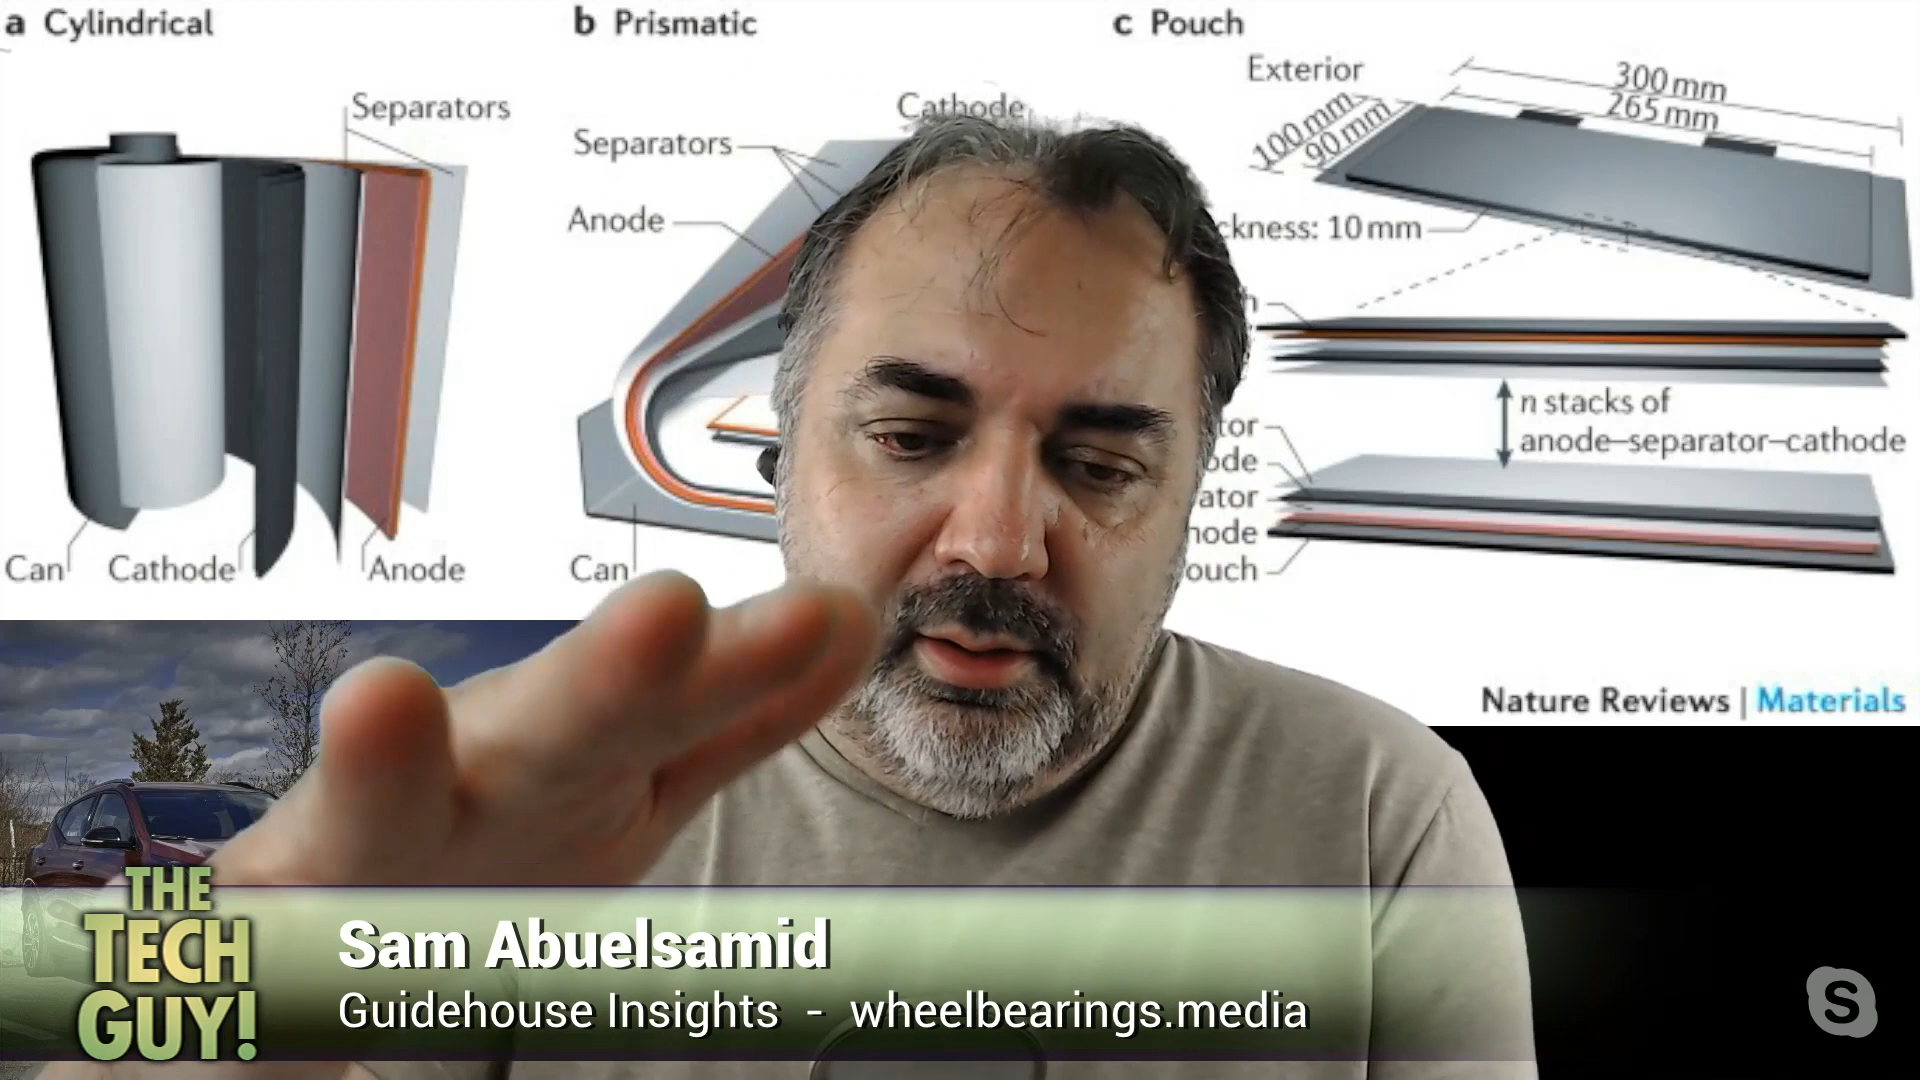 a Cylindrical
b Prismatic
c Pouch
Separators
Can
Cathode
Anode
Cathode
Separators
Anode
Can
Exterior
300 mm
265 mm
100 mm
90 mm
ckness: 10 mm
h
n stacks of
anode–separator–cathode
tor
ode
ator
node
ouch
Nature Reviews | Materials
THE
TECH
GUY!
Sam Abuelsamid
Guidehouse Insights - wheelbearings.media
S